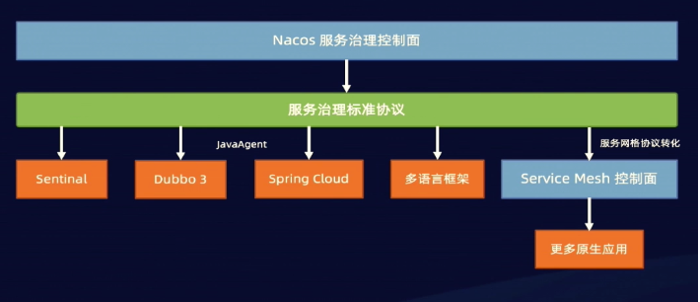 Nacos 服务治理控制面
服务治理标准协议
JavaAgent
服务网格协议转化
Sentinal
Dubbo 3
Spring Cloud
多语言框架
Service Mesh 控制面
更多原生应用